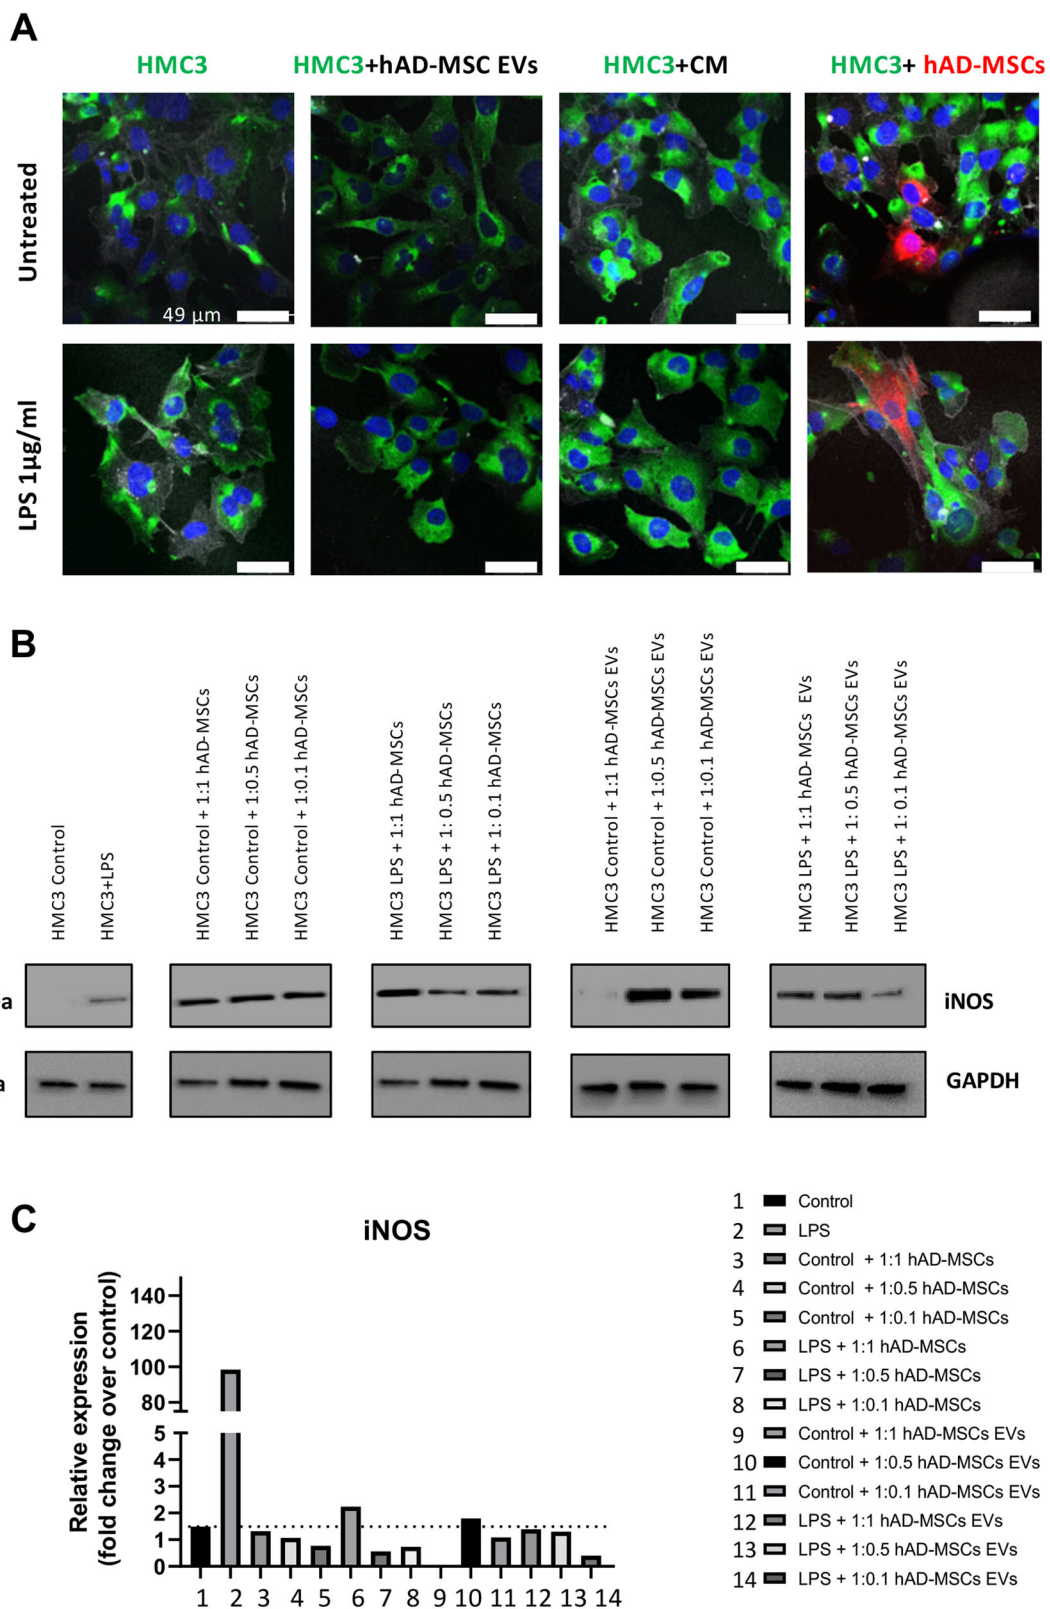 A
HMC3
HMC3+hAD-MSC EVs
HMC3+CM
HMC3+ hAD-MSCs
Untreated
49 µm
LPS 1µg/ml
B
HMC3 Control
HMC3+LPS
HMC3 Control + 1:1 hAD-MSCs
HMC3 Control + 1:0.5 hAD-MSCs
HMC3 Control + 1:0.1 hAD-MSCs
HMC3 LPS + 1:1 hAD-MSCs
HMC3 LPS + 1: 0.5 hAD-MSCs
HMC3 LPS + 1: 0.1 hAD-MSCs
HMC3 Control + 1:1 hAD-MSCs EVs
HMC3 Control + 1:0.5 hAD-MSCs EVs
HMC3 Control + 1:0.1 hAD-MSCs EVs
HMC3 LPS + 1:1 hAD-MSCs EVs
HMC3 LPS + 1: 0.5 hAD-MSCs EVs
HMC3 LPS + 1: 0.1 hAD-MSCs EVs
a
iNOS
a
GAPDH
C
iNOS
Relative expression
(fold change over control)
140
120
100
80
5
4
3
2
1
0
1 2 3 4 5 6 7 8 9 10 11 12 13 14
1 Control
2 LPS
3 Control + 1:1 hAD-MSCs
4 Control + 1:0.5 hAD-MSCs
5 Control + 1:0.1 hAD-MSCs
6 LPS + 1:1 hAD-MSCs
7 LPS + 1:0.5 hAD-MSCs
8 LPS + 1:0.1 hAD-MSCs
9 Control + 1:1 hAD-MSCs EVs
10 Control + 1:0.5 hAD-MSCs EVs
11 Control + 1:0.1 hAD-MSCs EVs
12 LPS + 1:1 hAD-MSCs EVs
13 LPS + 1:0.5 hAD-MSCs EVs
14 LPS + 1:0.1 hAD-MSCs EVs